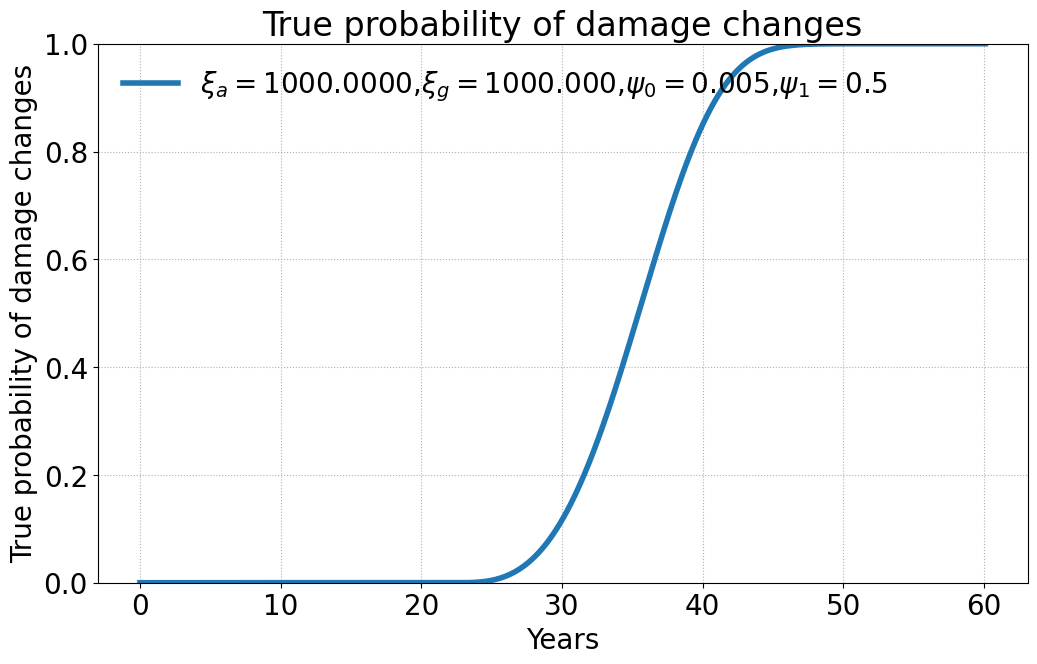 True probability of damage changes
ξₐ = 1000.0000,ξ_g = 1000.000,ψ₀ = 0.005,ψ₁ = 0.5
True probability of damage changes
1.0
0.8
0.6
0.4
0.2
0.0
0 10 20 30 40 50 60
Years